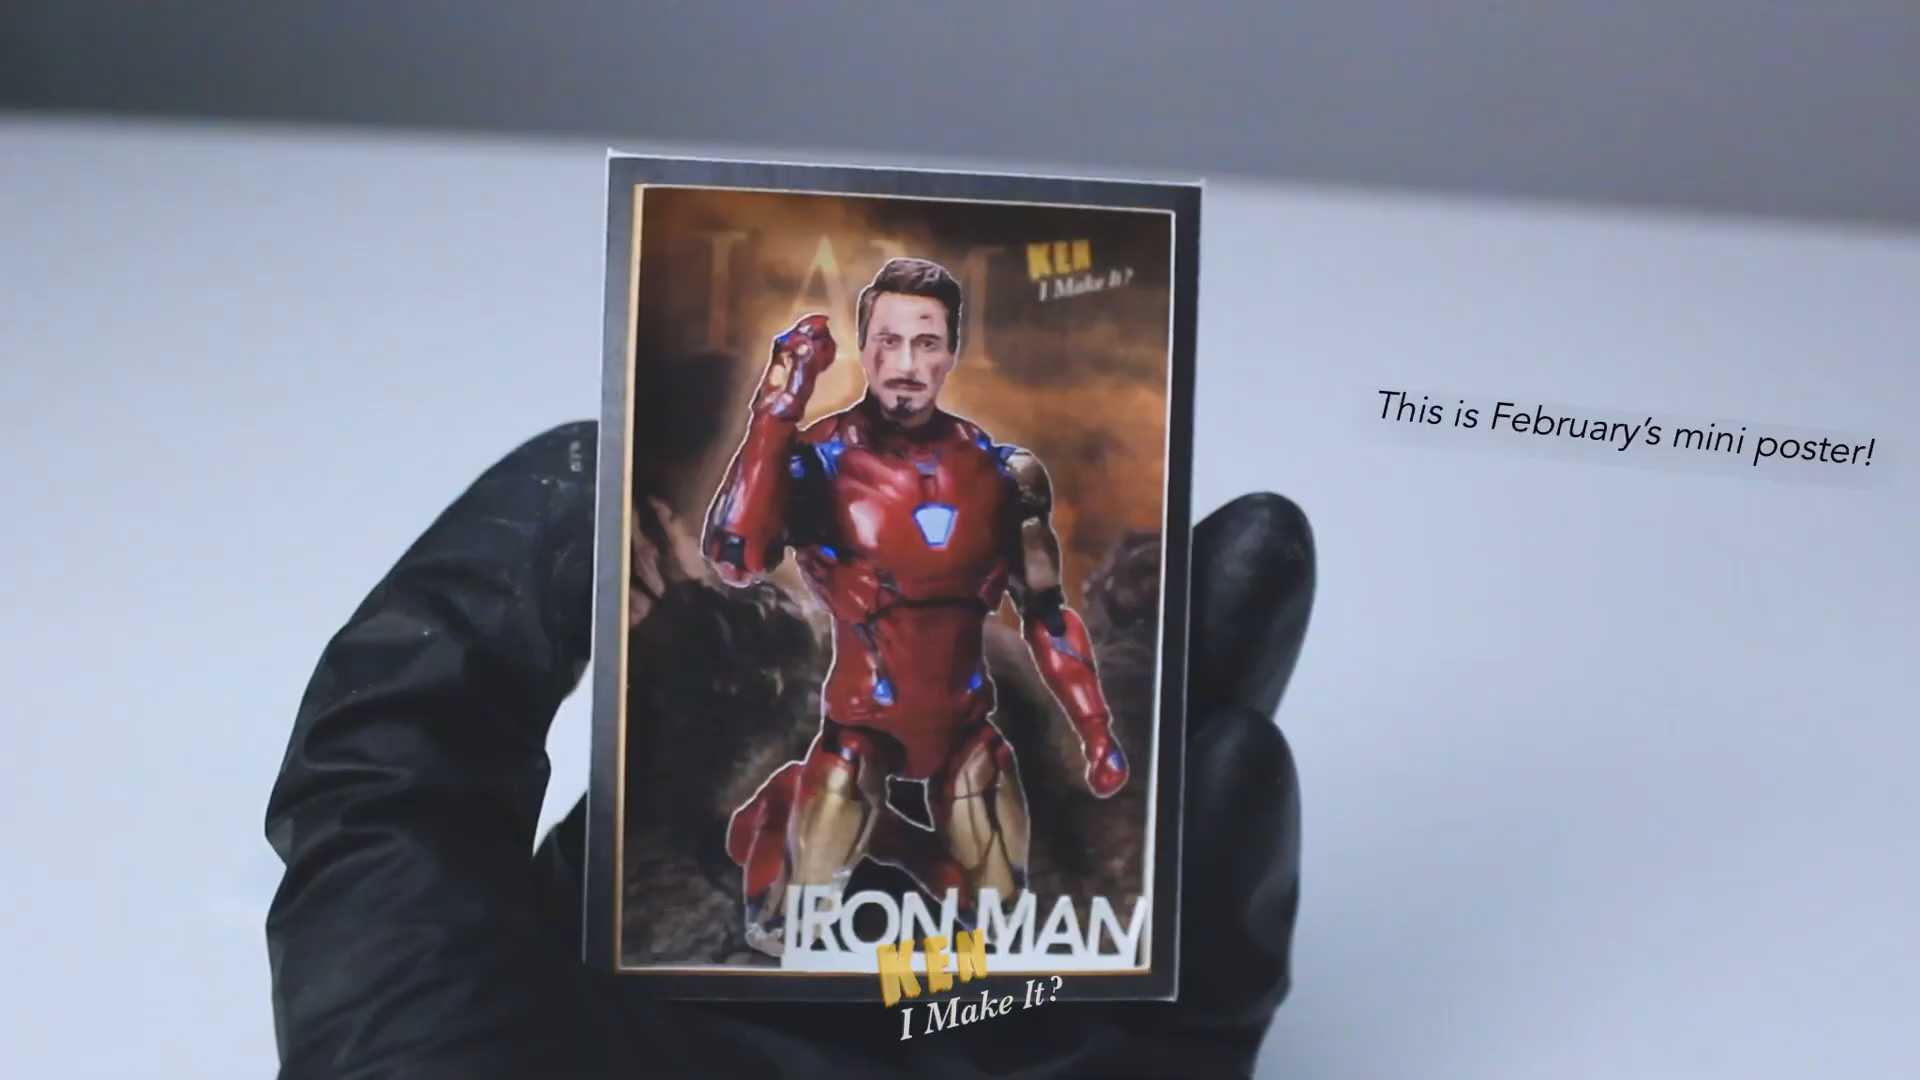 I AM
KEN
I Make It?
This is February's mini poster!
IRON MAN
KEN
I Make It?